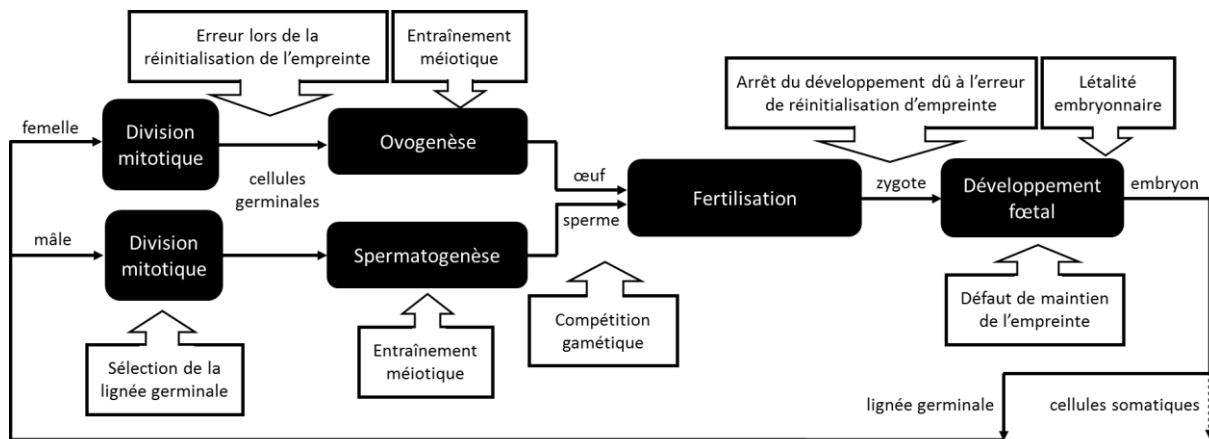 Erreur lors de la
réinitialisation de l'empreinte
Entraînement
méiotique
Arrêt du développement dû à l'erreur
de réinitialisation d'empreinte
Létalité
embryonnaire
femelle
Division
mitotique
Ovogenèse
cellules
germinales
œuf
sperme
Fertilisation
zygote
Développement
fœtal
embryon
mâle
Division
mitotique
Spermatogenèse
Sélection de la
lignée germinale
Entraînement
méiotique
Compétition
gamétique
Défaut de maintien
de l'empreinte
lignée germinale
cellules somatiques